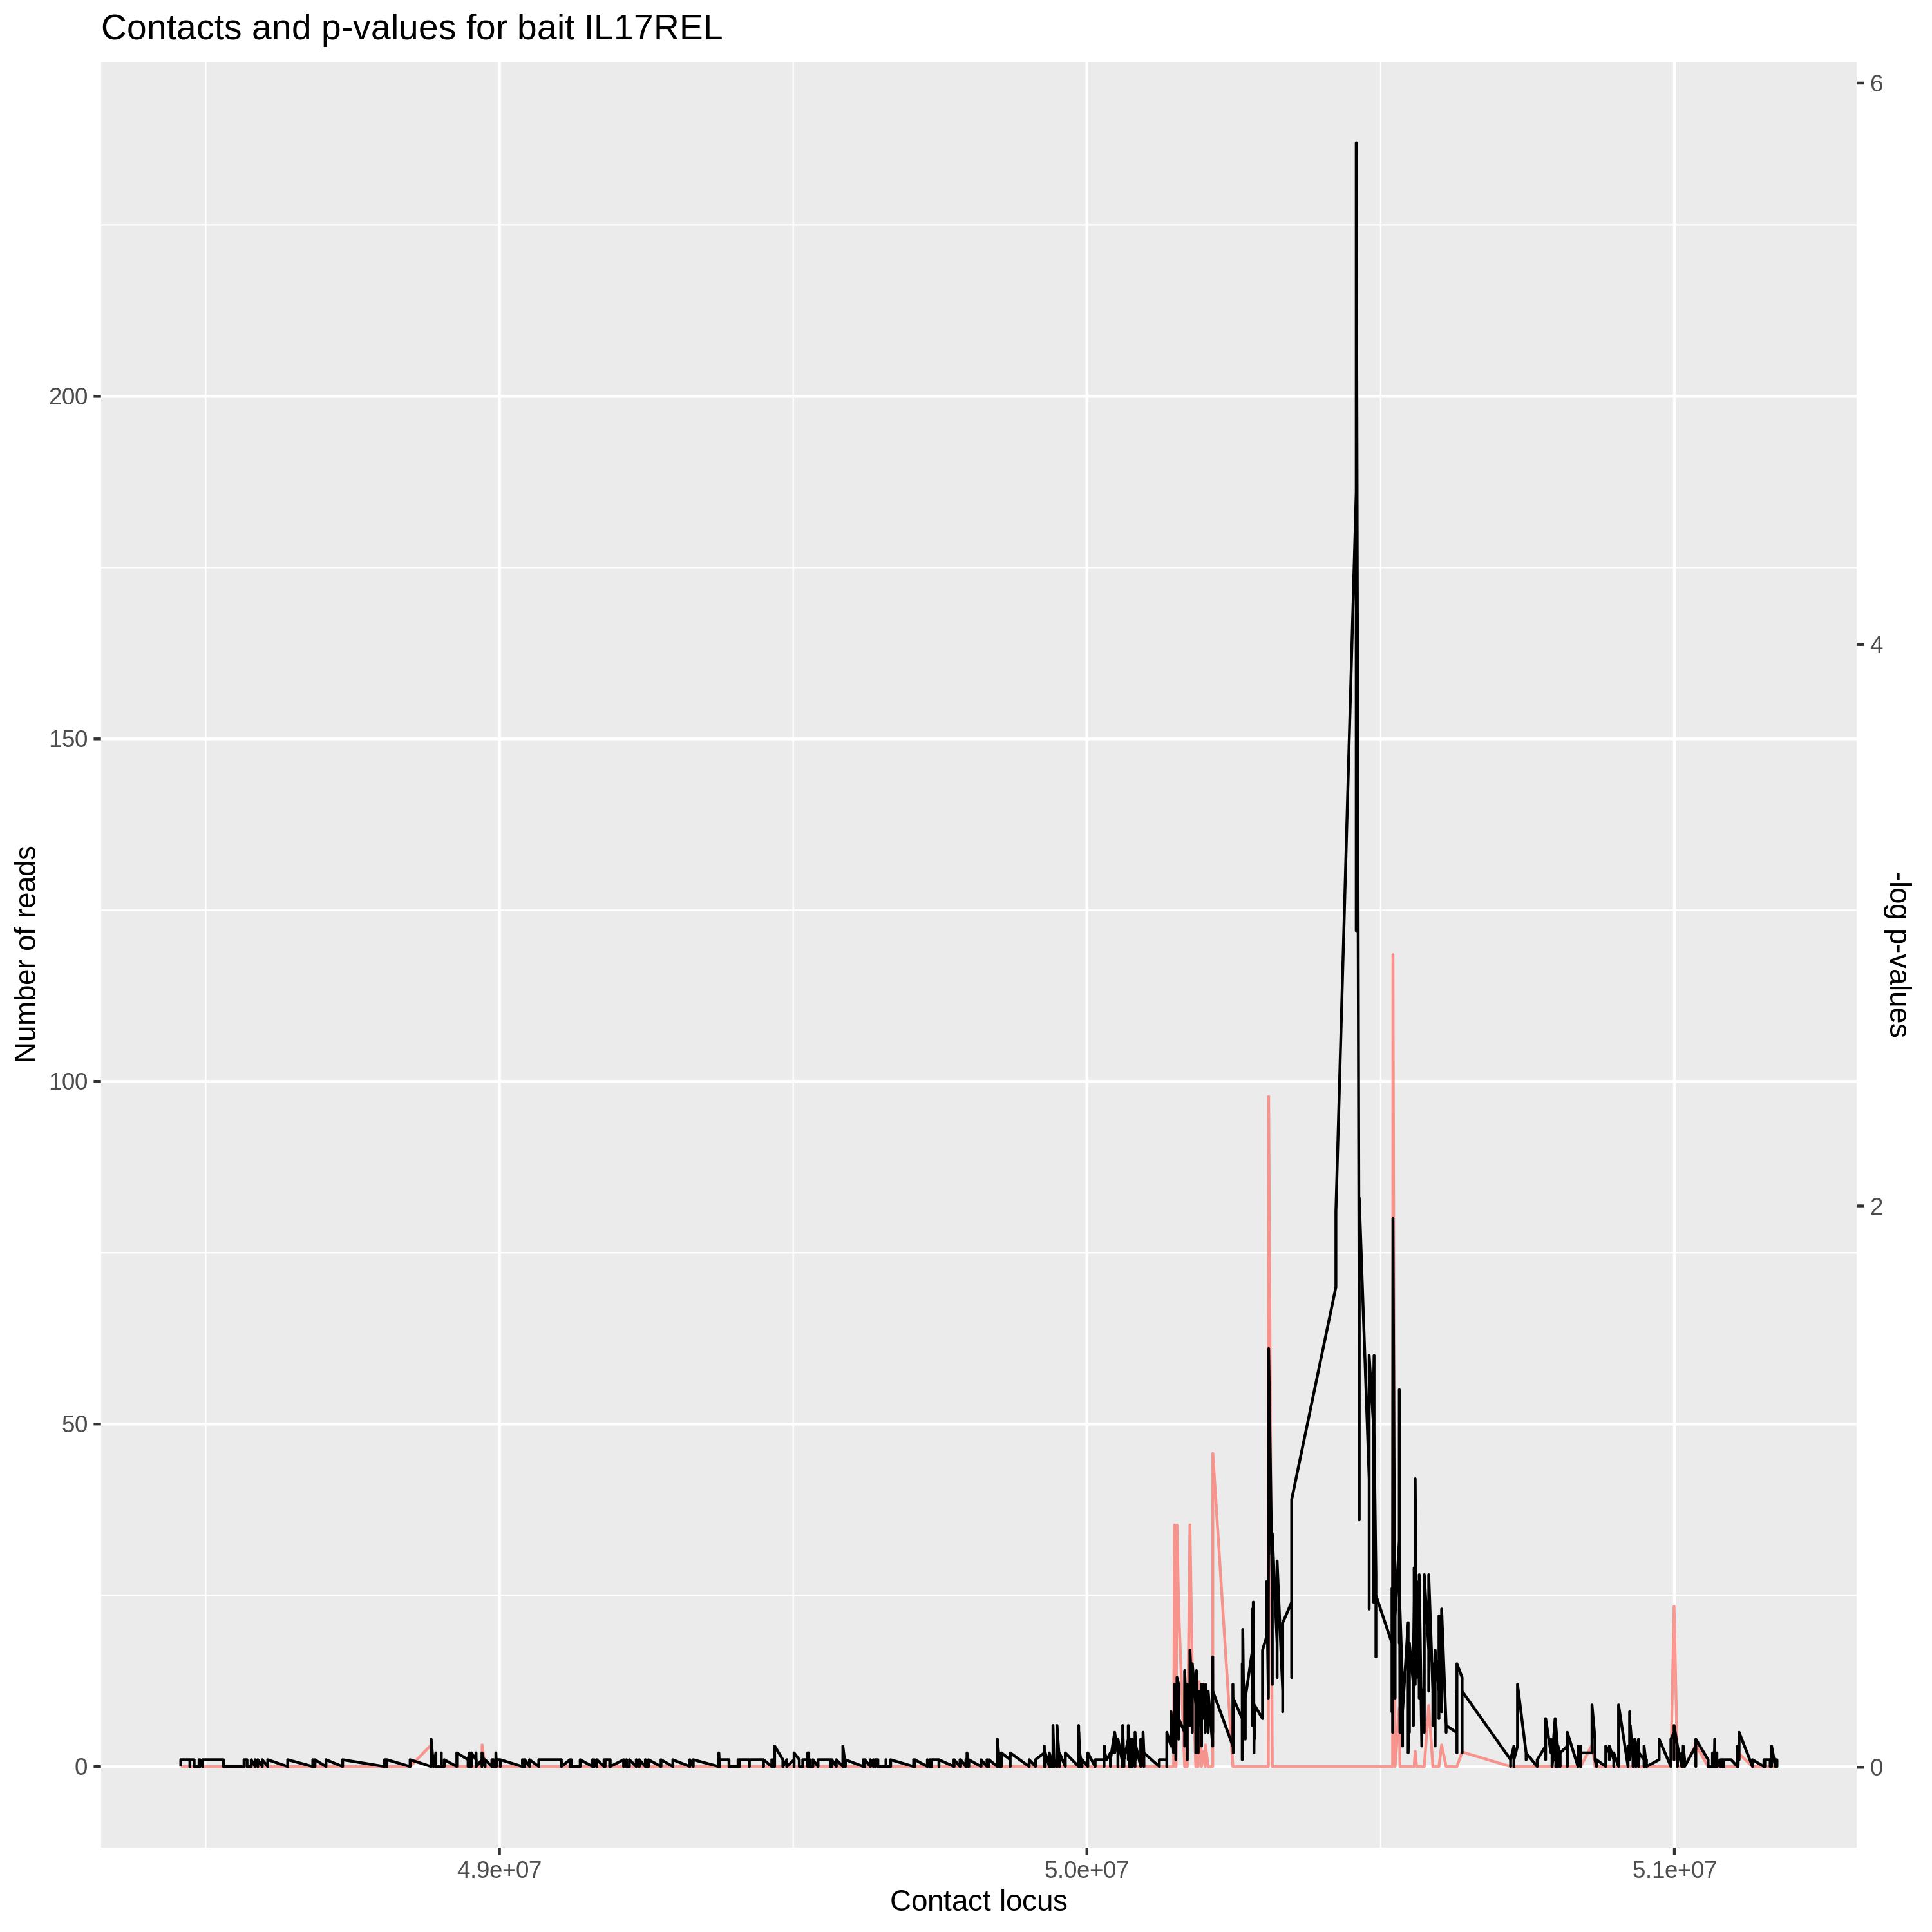 Contacts and p-values for bait IL17REL
6
200
4
150
Number of reads
-log p-values
100
2
50
0
0
4.9e+07
5.0e+07
5.1e+07
Contact locus